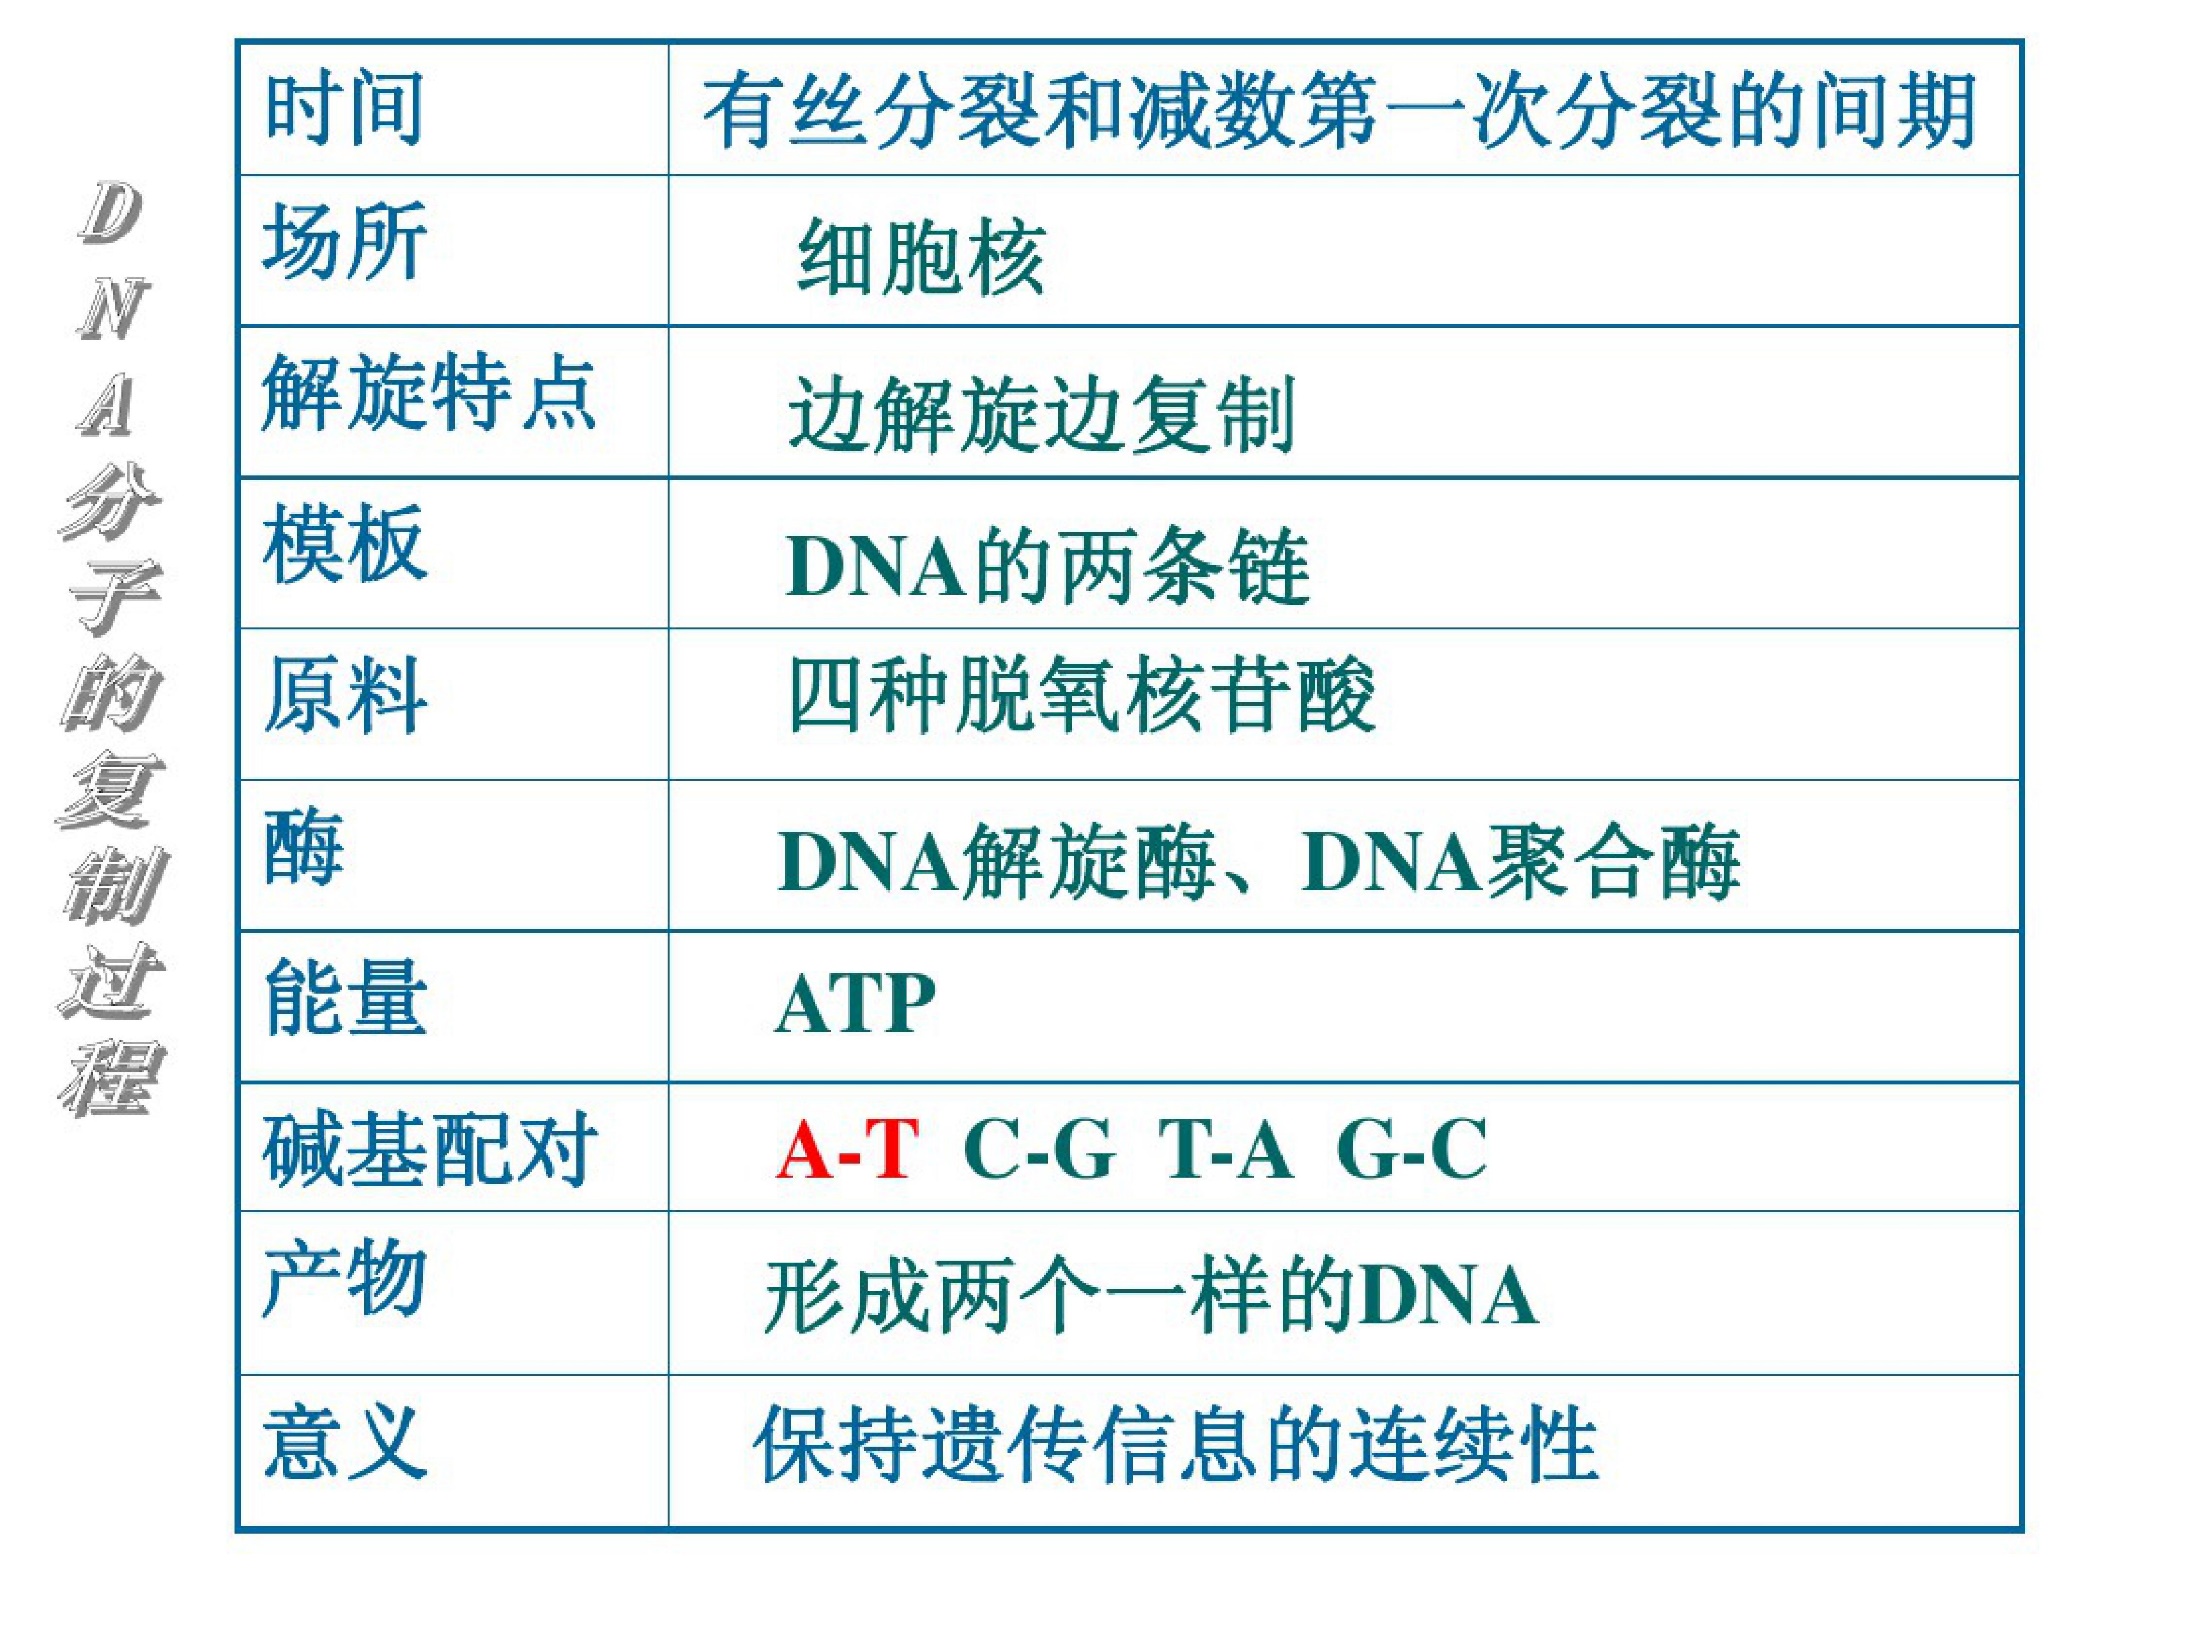 DNA分子的复制过程
时间 有丝分裂和减数第一次分裂的间期
场所 细胞核
解旋特点 边解旋边复制
模板 DNA的两条链
原料 四种脱氧核苷酸
酶 DNA解旋酶、DNA聚合酶
能量 ATP
碱基配对 A-T C-G T-A G-C
产物 形成两个一样的DNA
意义 保持遗传信息的连续性